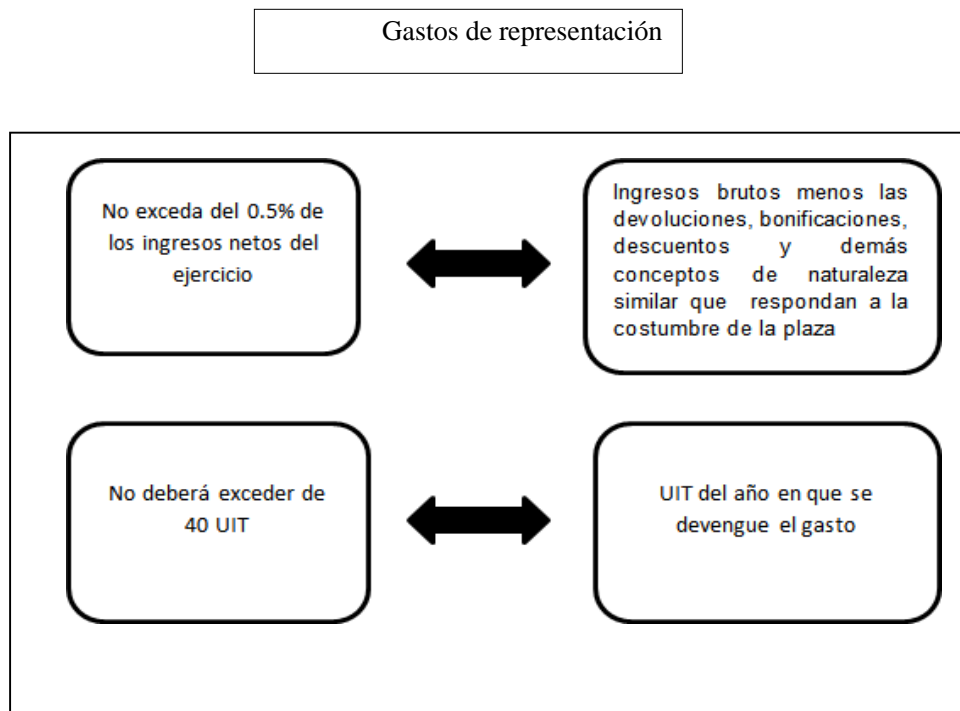 Gastos de representación
No exceda del 0.5% de
los ingresos netos del
ejercicio
Ingresos brutos menos las
devoluciones, bonificaciones,
descuentos y demás
conceptos de naturaleza
similar que respondan a la
costumbre de la plaza
No deberá exceder de
40 UIT
UIT del año en que se
devengue el gasto